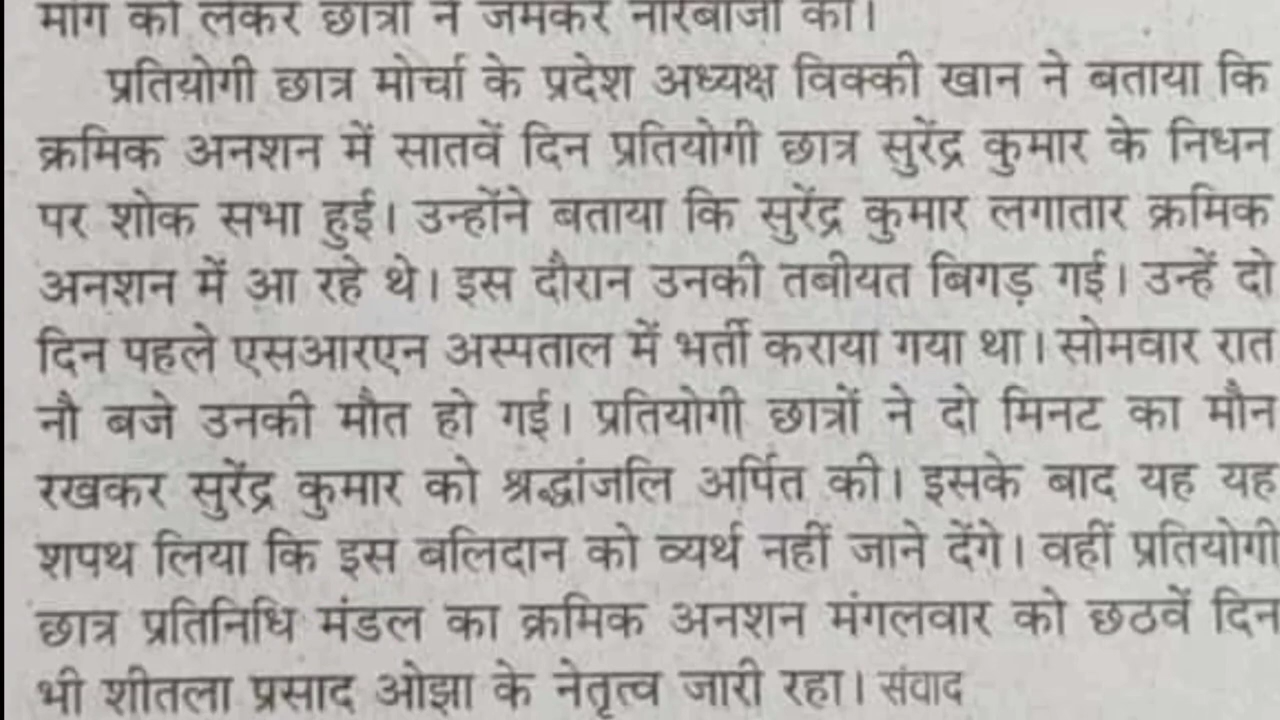 मांग को लेकर छात्रों ने जमकर नारेबाजी की।
प्रतियोगी छात्र मोर्चा के प्रदेश अध्यक्ष विक्की खान ने बताया कि
क्रमिक अनशन में सातवें दिन प्रतियोगी छात्र सुरेंद्र कुमार के निधन
पर शोक सभा हुई। उन्होंने बताया कि सुरेंद्र कुमार लगातार क्रमिक
अनशन में आ रहे थे। इस दौरान उनकी तबीयत बिगड़ गई। उन्हें दो
दिन पहले एसआरएन अस्पताल में भर्ती कराया गया था। सोमवार रात
नौ बजे उनकी मौत हो गई। प्रतियोगी छात्रों ने दो मिनट का मौन
रखकर सुरेंद्र कुमार को श्रद्धांजलि अर्पित की। इसके बाद यह यह
शपथ लिया कि इस बलिदान को व्यर्थ नहीं जाने देंगे। वहीं प्रतियोगी
छात्र प्रतिनिधि मंडल का क्रमिक अनशन मंगलवार को छठवें दिन
भी शीतला प्रसाद ओझा के नेतृत्व जारी रहा। संवाद